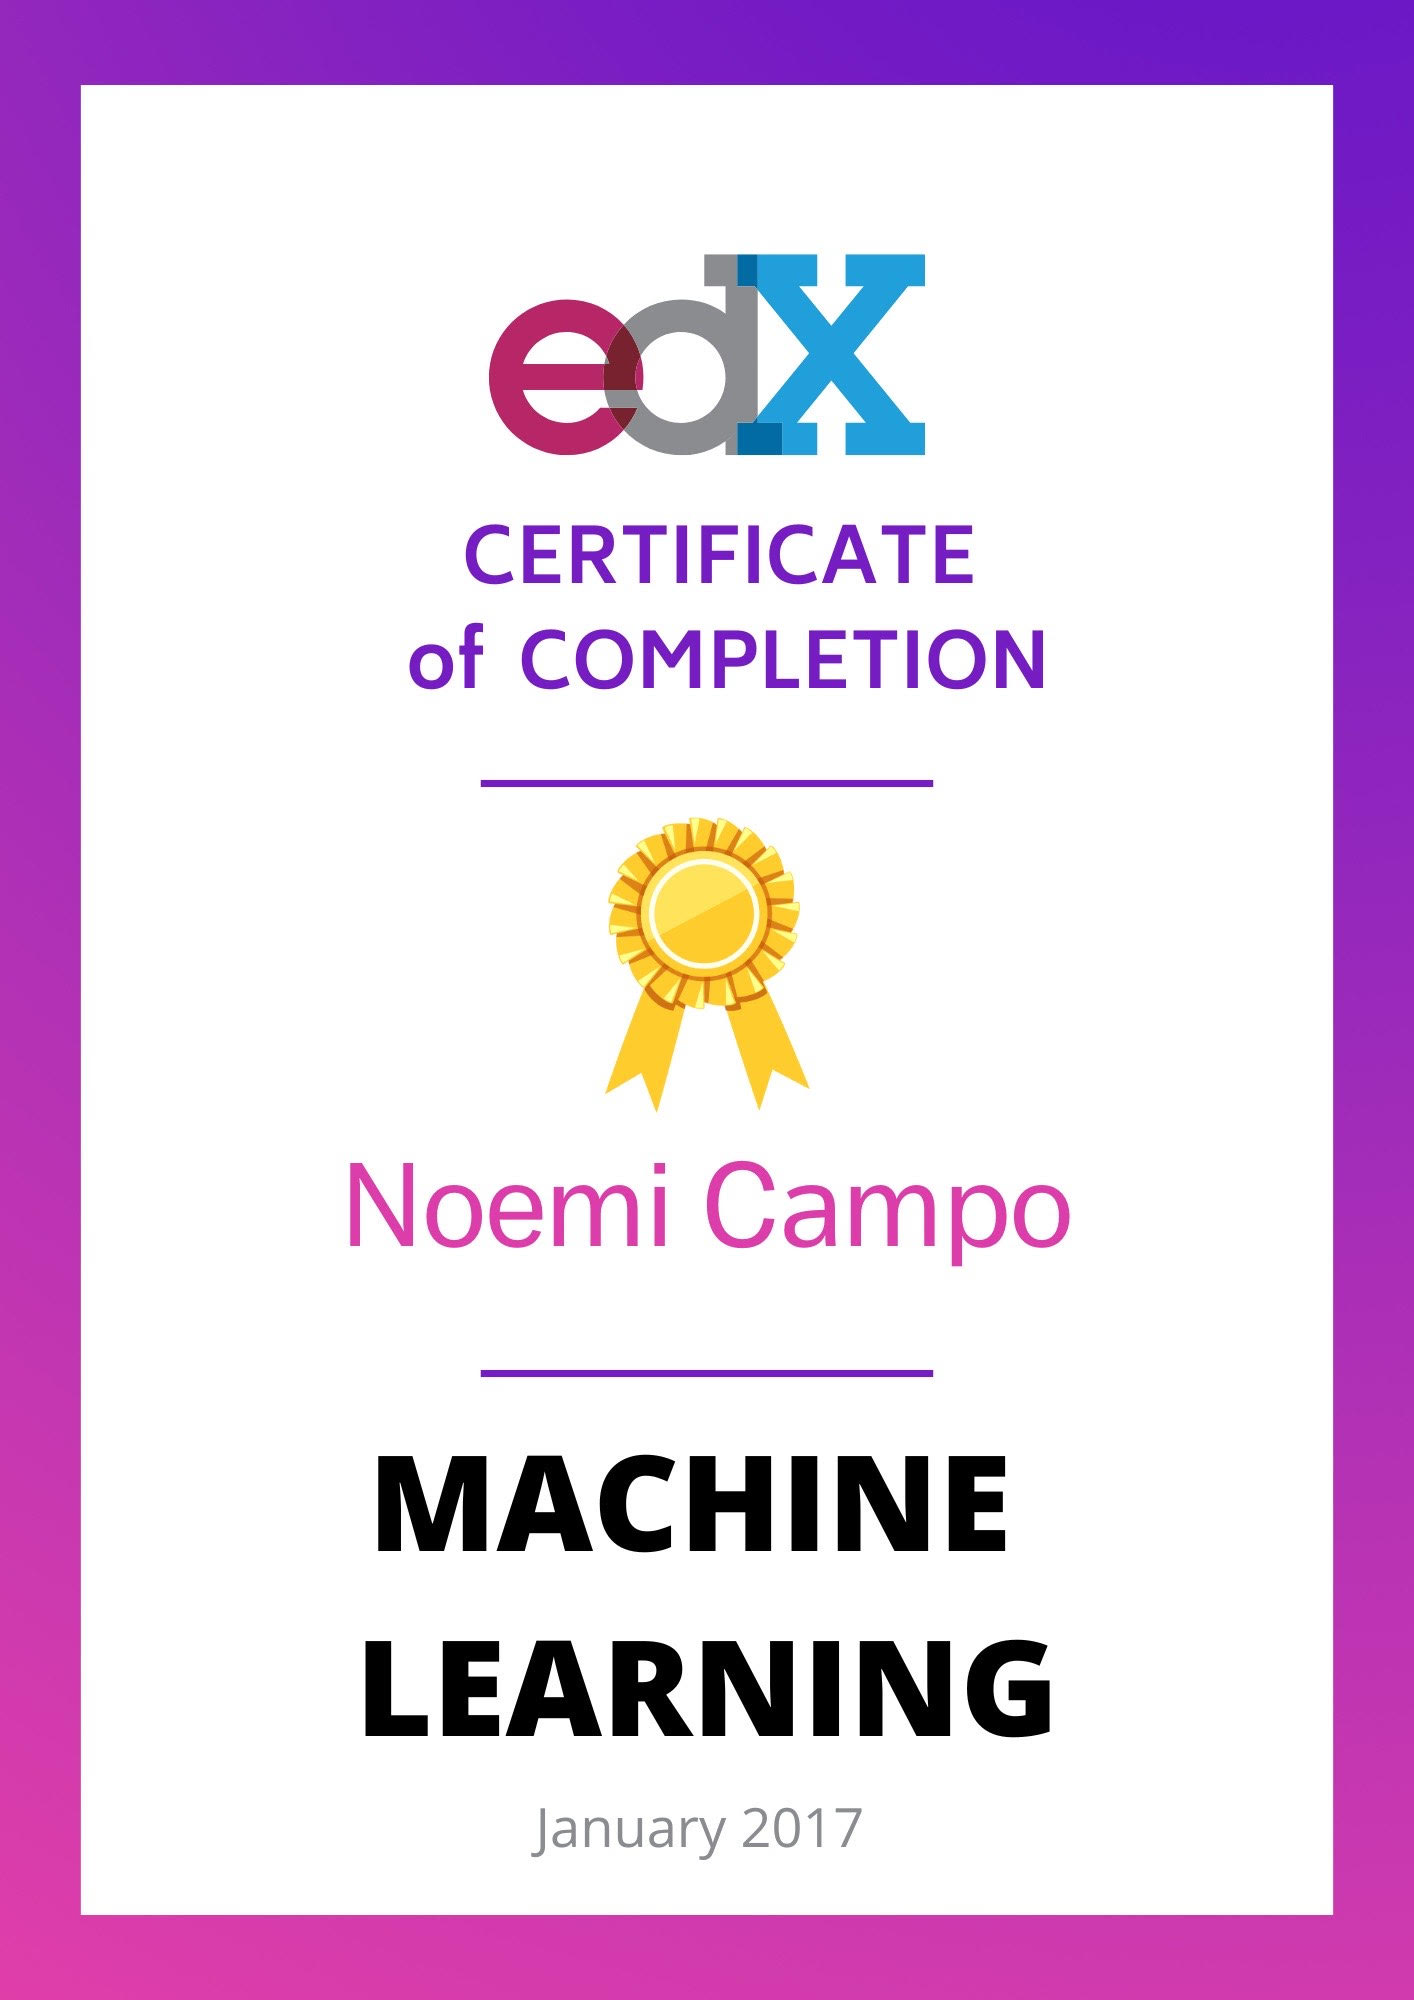 edX
CERTIFICATE
of COMPLETION
Noemi Campo
MACHINE
LEARNING
January 2017